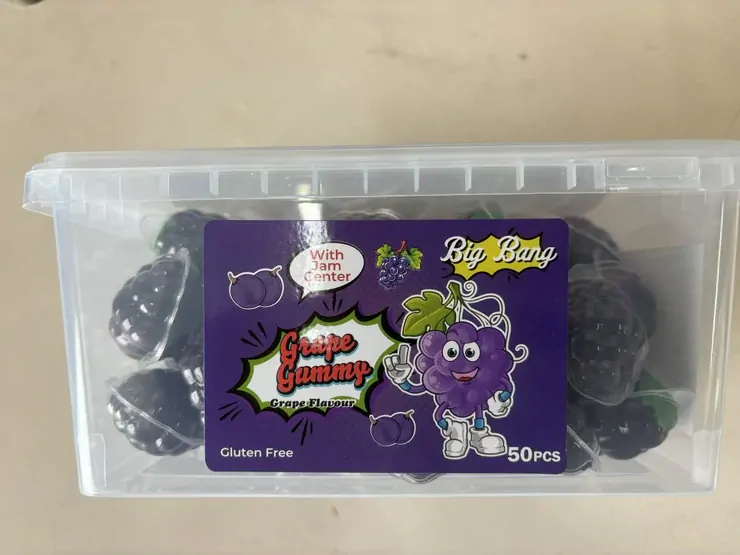 With
Jam
Center
Big Bang
Grape
Gummy
Grape Flavour
Gluten Free
50PCS